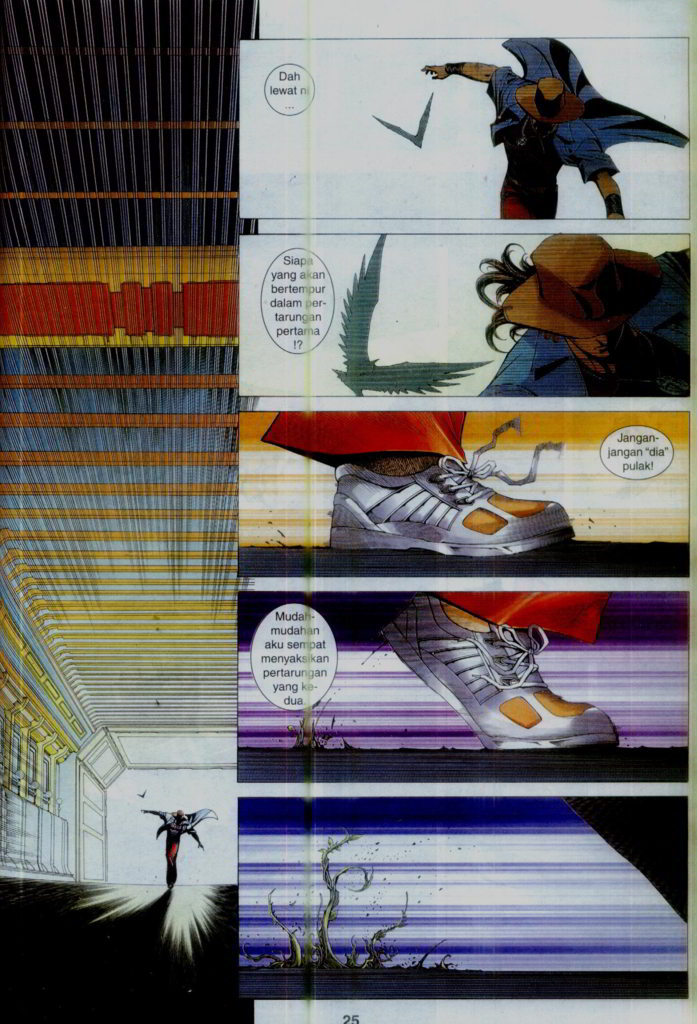 Dah
lewat ni
...
Siapa
yang akan
bertempur
dalam per-
tarungan
pertama
!?
Jangan-
jangan "dia"
pulak!
Mudah-
mudahan
aku sempat
menyaksikan
pertarungan
yang ke-
dua.
25